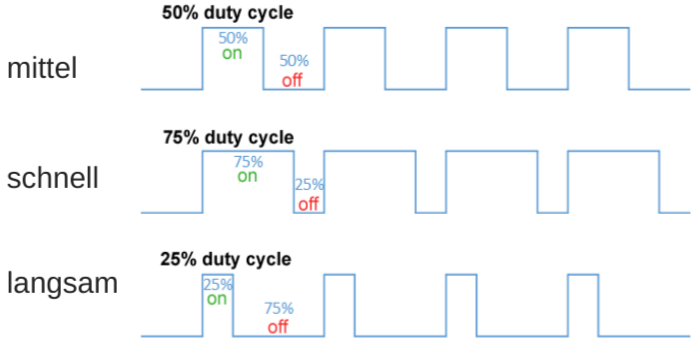 50% duty cycle
50%
on
50%
off
mittel
75% duty cycle
75%
on
25%
off
schnell
25% duty cycle
25%
on
75%
off
langsam